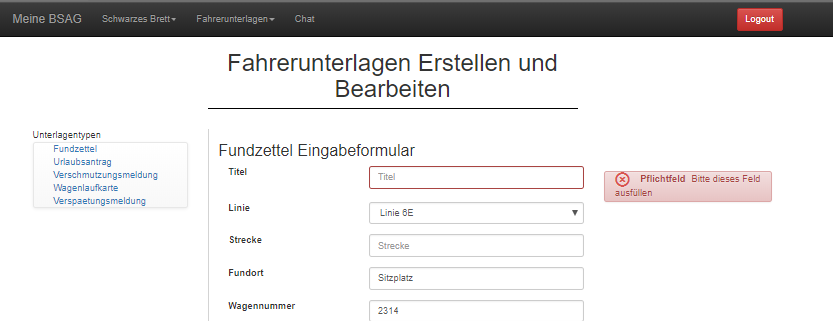 Meine BSAG Schwarzes Brett Fahrerunterlagen Chat Logout
Fahrerunterlagen Erstellen und
Bearbeiten
Unterlagentypen
Fundzettel
Urlaubsantrag
Verschmutzungsmeldung
Wagenlaufkarte
Verspaetungsmeldung
Fundzettel Eingabeformular
Titel Titel
Pflichtfeld Bitte dieses Feld
ausfüllen
Linie Linie 6E
Strecke Strecke
Fundort Sitzplatz
Wagennummer 2314